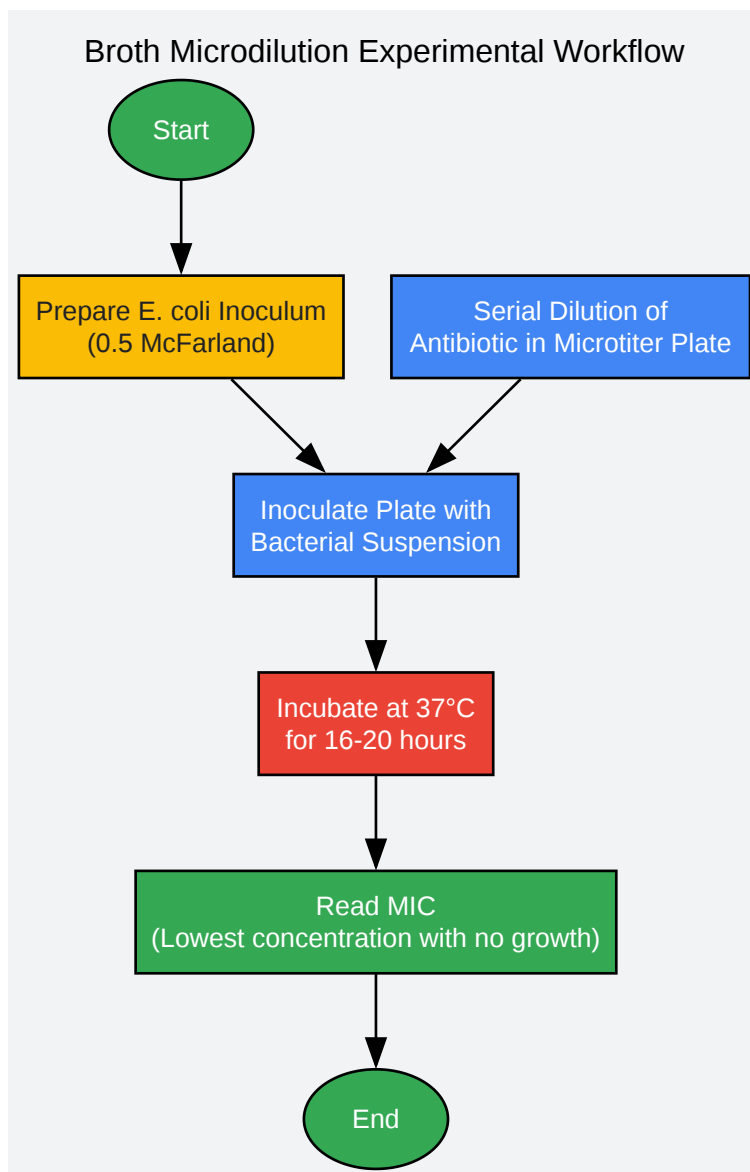 Broth Microdilution Experimental Workflow
Start
Prepare E. coli Inoculum
(0.5 McFarland)
Serial Dilution of
Antibiotic in Microtiter Plate
Inoculate Plate with
Bacterial Suspension
Incubate at 37°C
for 16-20 hours
Read MIC
(Lowest concentration with no growth)
End